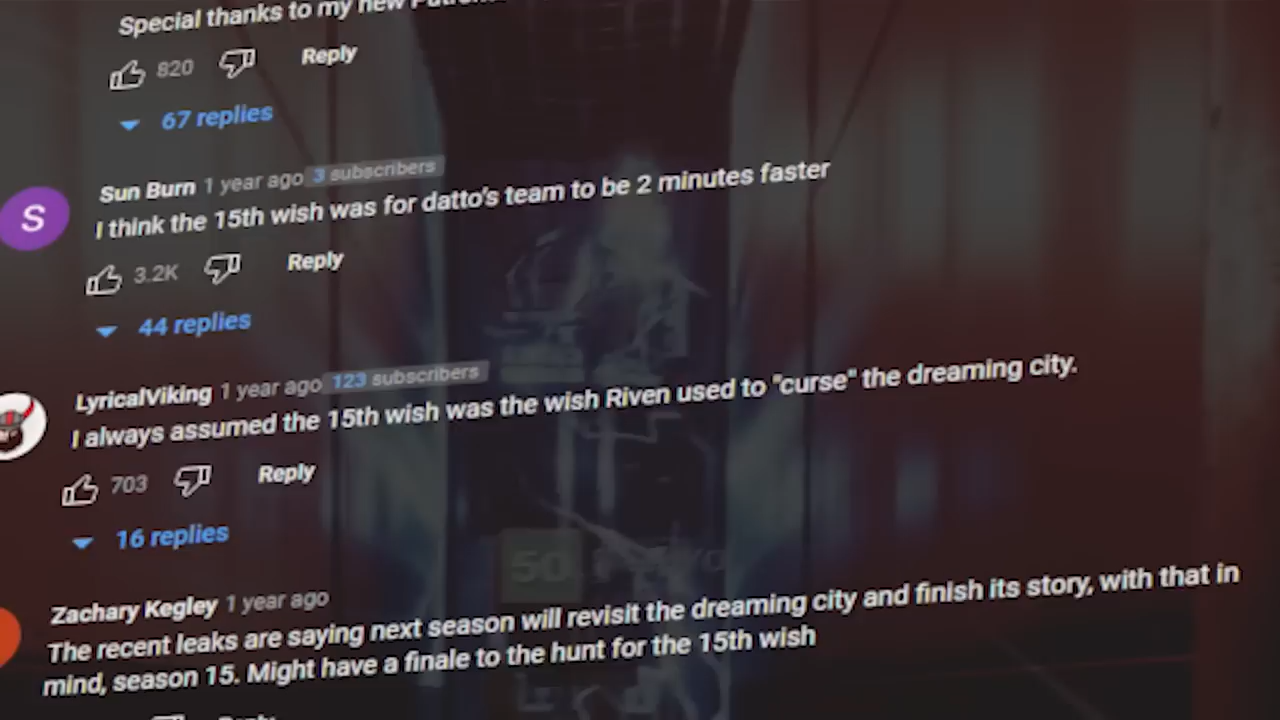 Special thanks to my new
820 Reply
67 replies
Sun Burn 1 year ago 3 subscribers
S
I think the 15th wish was for datto's team to be 2 minutes faster
3.2K Reply
44 replies
LyricalViking 1 year ago 123 subscribers
I always assumed the 15th wish was the wish Riven used to "curse" the dreaming city.
703 Reply
16 replies
50
Zachary Kegley 1 year ago
The recent leaks are saying next season will revisit the dreaming city and finish its story, with that in
mind, season 15. Might have a finale to the hunt for the 15th wish
Reply